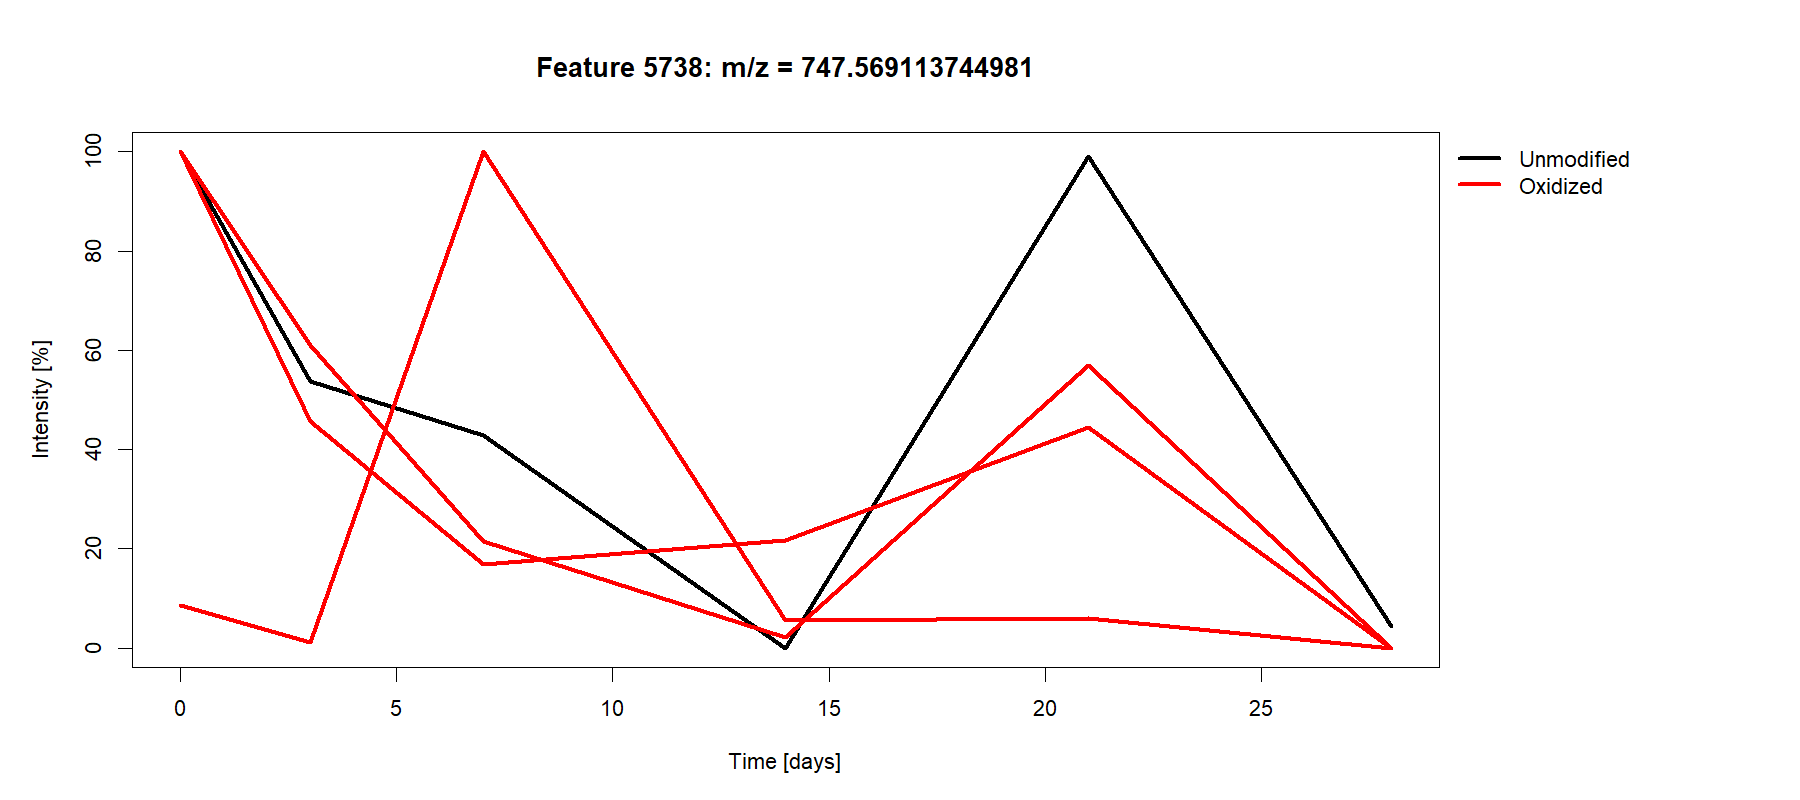 Feature 5738: m/z = 747.569113744981
Unmodified
Oxidized
Intensity [%]
100
80
60
40
20
0
0 5 10 15 20 25
Time [days]